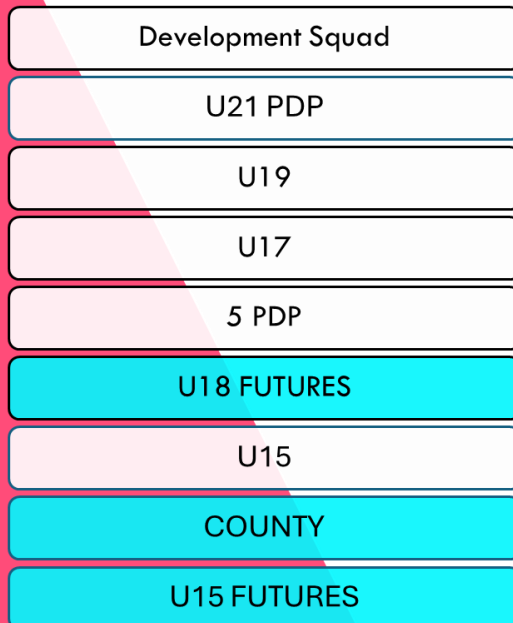 Development Squad
U21 PDP
U19
U17
5 PDP
U18 FUTURES
U15
COUNTY
U15 FUTURES